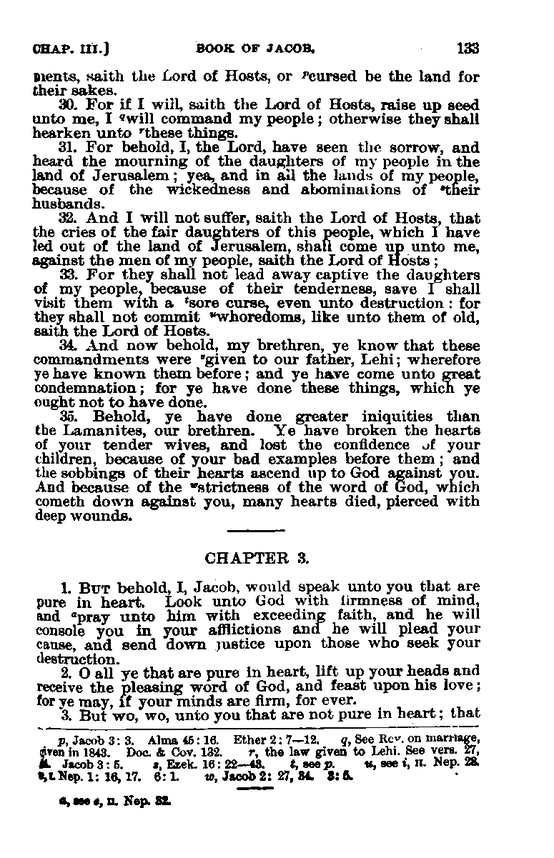 CHAP. III.] BOOK OF JACOB. 133
ments, saith the Lord of Hosts, or pcursed be the land for
their sakes.
30. For if I will, saith the Lord of Hosts, raise up seed
unto me, I qwill command my people; otherwise they shall
hearken unto rthese things.
31. For behold, I, the Lord, have seen the sorrow, and
heard the mourning of the daughters of my people in the
land of Jerusalem; yea, and in all the lands of my people,
because of the wickedness and abominations of stheir
husbands.
32. And I will not suffer, saith the Lord of Hosts, that
the cries of the fair daughters of this people, which I have
led out of the land of Jerusalem, shall come up unto me,
against the men of my people, saith the Lord of Hosts;
33. For they shall not lead away captive the daughters
of my people, because of their tenderness, save I shall
visit them with a tsore curse, even unto destruction: for
they shall not commit uwhoredoms, like unto them of old,
saith the Lord of Hosts.
34. And now behold, my brethren, ye know that these
commandments were vgiven to our father, Lehi; wherefore
ye have known them before; and ye have come unto great
condemnation; for ye have done these things, which ye
ought not to have done.
35. Behold, ye have done greater iniquities than
the Lamanites, our brethren. Ye have broken the hearts
of your tender wives, and lost the confidence of your
children, because of your bad examples before them; and
the sobbings of their hearts ascend up to God against you.
And because of the wstrictness of the word of God, which
cometh down against you, many hearts died, pierced with
deep wounds.
CHAPTER 3.
1. BUT behold, I, Jacob, would speak unto you that are
pure in heart. Look unto God with firmness of mind,
and apray unto him with exceeding faith, and he will
console you in your afflictions and he will plead your
cause, and send down justice upon those who seek your
destruction.
2. O all ye that are pure in heart, lift up your heads and
receive the pleasing word of God, and feast upon his love;
for ye may, if your minds are firm, for ever.
3. But wo, wo, unto you that are not pure in heart; that
p, Jacob 3: 3. Alma 45: 16. Ether 2: 7—12. q, See Rev. on marriage,
given in 1843. Doc. & Cov. 132. r, the law given to Lehi. See vers. 27,
Jacob 3: 5. s, Ezek. 16: 22—43. t, see p. u, see i, II. Nep. 28.
v, I. Nep. 1: 16, 17. 6: 1. w, Jacob 2: 27, 34. 3: 5.
a, see e, II. Nep. 32.